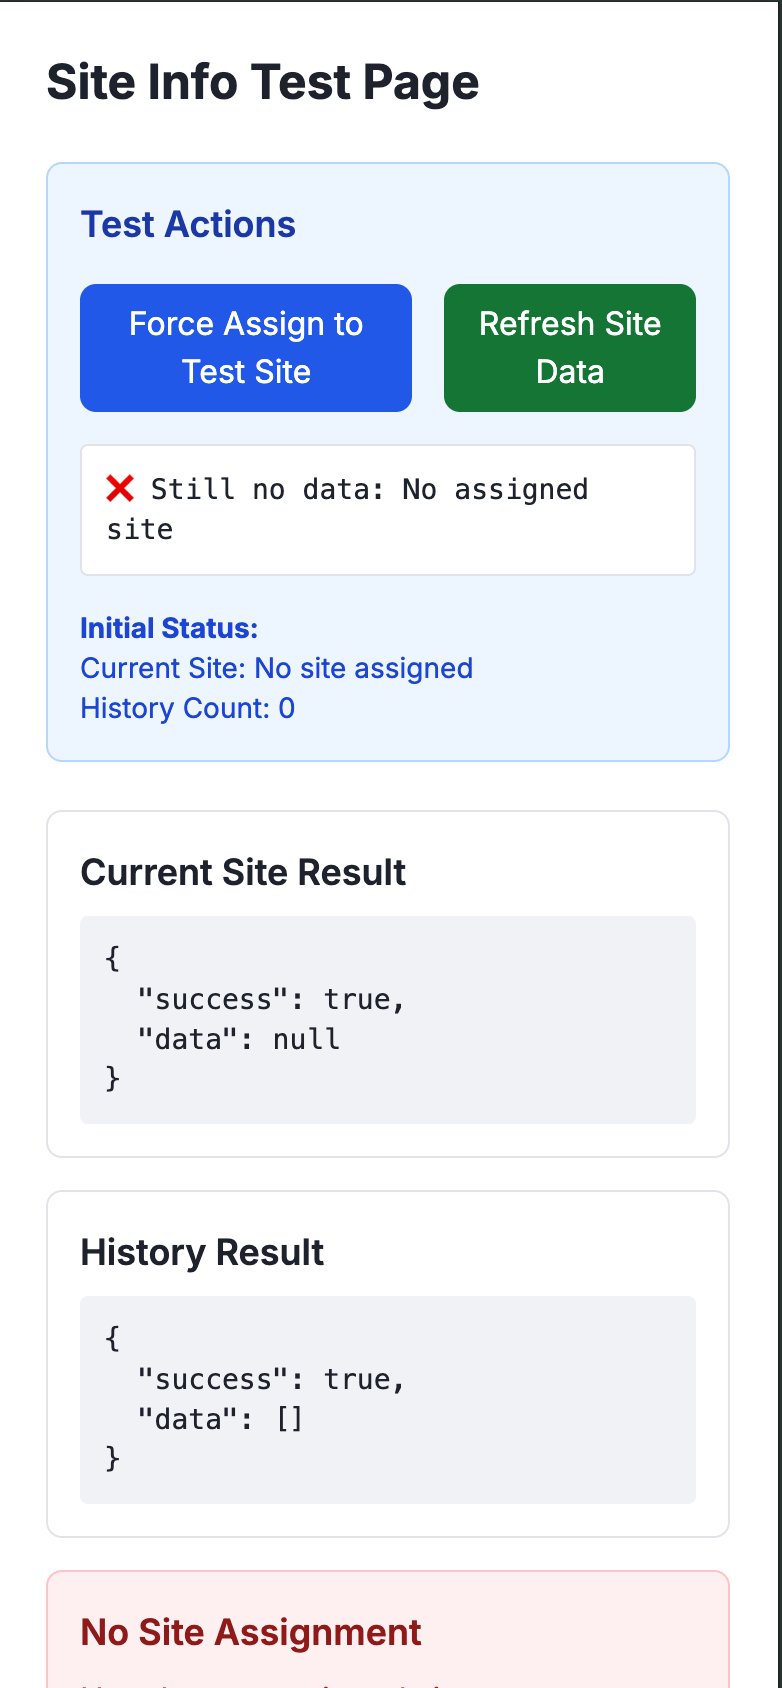 Site Info Test Page
Test Actions
Force Assign to
Test Site
Refresh Site
Data
❌ Still no data: No assigned
site
Initial Status:
Current Site: No site assigned
History Count: 0
Current Site Result
{
  "success": true,
  "data": null
}
History Result
{
  "success": true,
  "data": []
}
No Site Assignment